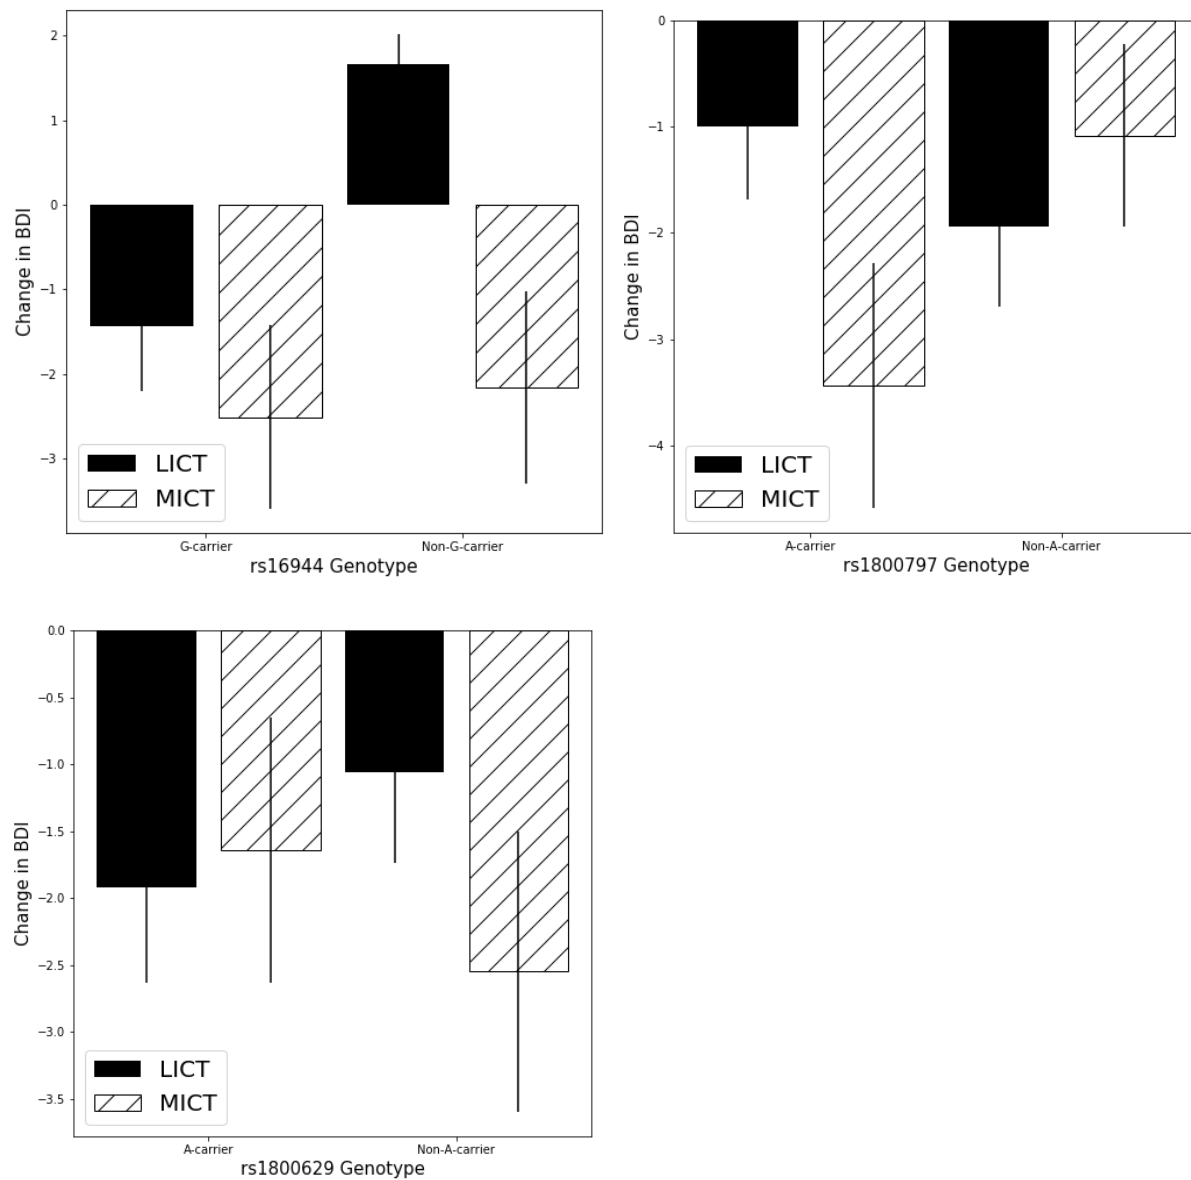 2
1
0
−1
−2
−3
Change in BDI
LICT
MICT
G-carrier
Non-G-carrier
rs16944 Genotype
0
−1
−2
−3
−4
Change in BDI
LICT
MICT
A-carrier
Non-A-carrier
rs1800797 Genotype
0.0
−0.5
−1.0
−1.5
−2.0
−2.5
−3.0
−3.5
Change in BDI
LICT
MICT
A-carrier
Non-A-carrier
rs1800629 Genotype